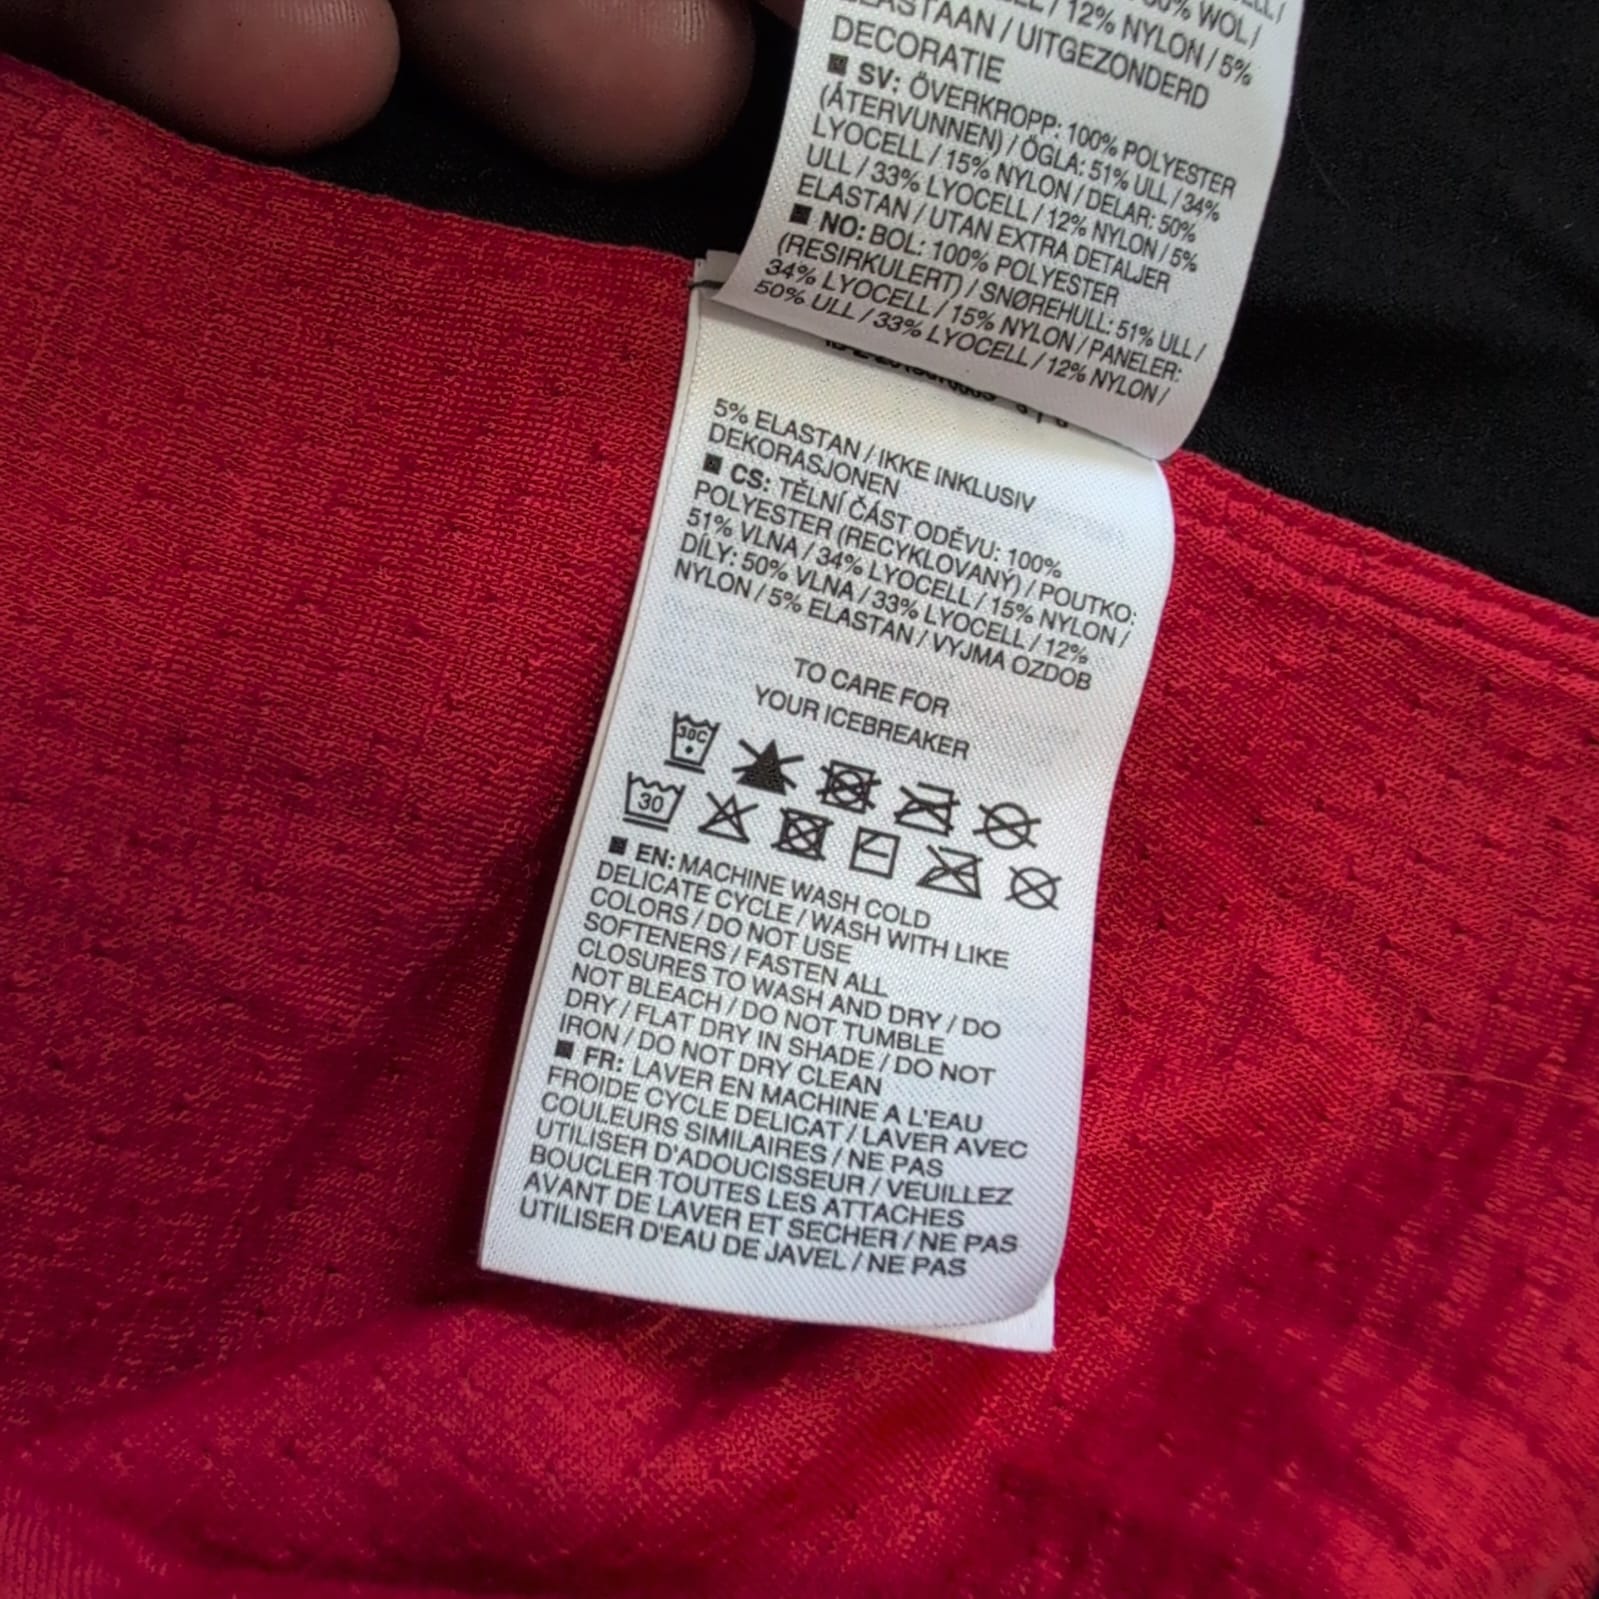 12% NYLON / 5%
ELASTAAN / UITGEZONDERD
DECORATIE
SV: ÖVERKROPP: 100% POLYESTER
(ÅTERVUNNEN) / ÖGLA: 51% ULL / 34%
LYOCELL / 15% NYLON / DELAR: 50%
ULL / 33% LYOCELL / 12% NYLON / 5%
ELASTAN / UTAN EXTRA DETALJER
NO: BOL: 100% POLYESTER
(RESIRKULERT) / SNØREHULL: 51% ULL /
34% LYOCELL / 15% NYLON / PANELER:
50% ULL / 33% LYOCELL / 12% NYLON /
5% ELASTAN / IKKE INKLUSIV
DEKORASJONEN
CS: TĚLNÍ ČÁST ODĚVU: 100%
POLYESTER (RECYKLOVANÝ) / POUTKO:
51% VLNA / 34% LYOCELL / 15% NYLON /
DÍLY: 50% VLNA / 33% LYOCELL / 12%
NYLON / 5% ELASTAN / VYJMA OZDOB
TO CARE FOR
YOUR ICEBREAKER
30C
30
EN: MACHINE WASH COLD
DELICATE CYCLE / WASH WITH LIKE
COLORS / DO NOT USE
SOFTENERS / FASTEN ALL
CLOSURES TO WASH AND DRY / DO
NOT BLEACH / DO NOT TUMBLE
DRY / FLAT DRY IN SHADE / DO NOT
IRON / DO NOT DRY CLEAN
FR: LAVER EN MACHINE A L'EAU
FROIDE CYCLE DELICAT / LAVER AVEC
COULEURS SIMILAIRES / NE PAS
UTILISER D'ADOUCISSEUR / VEUILLEZ
BOUCLER TOUTES LES ATTACHES
AVANT DE LAVER ET SECHER / NE PAS
UTILISER D'EAU DE JAVEL / NE PAS